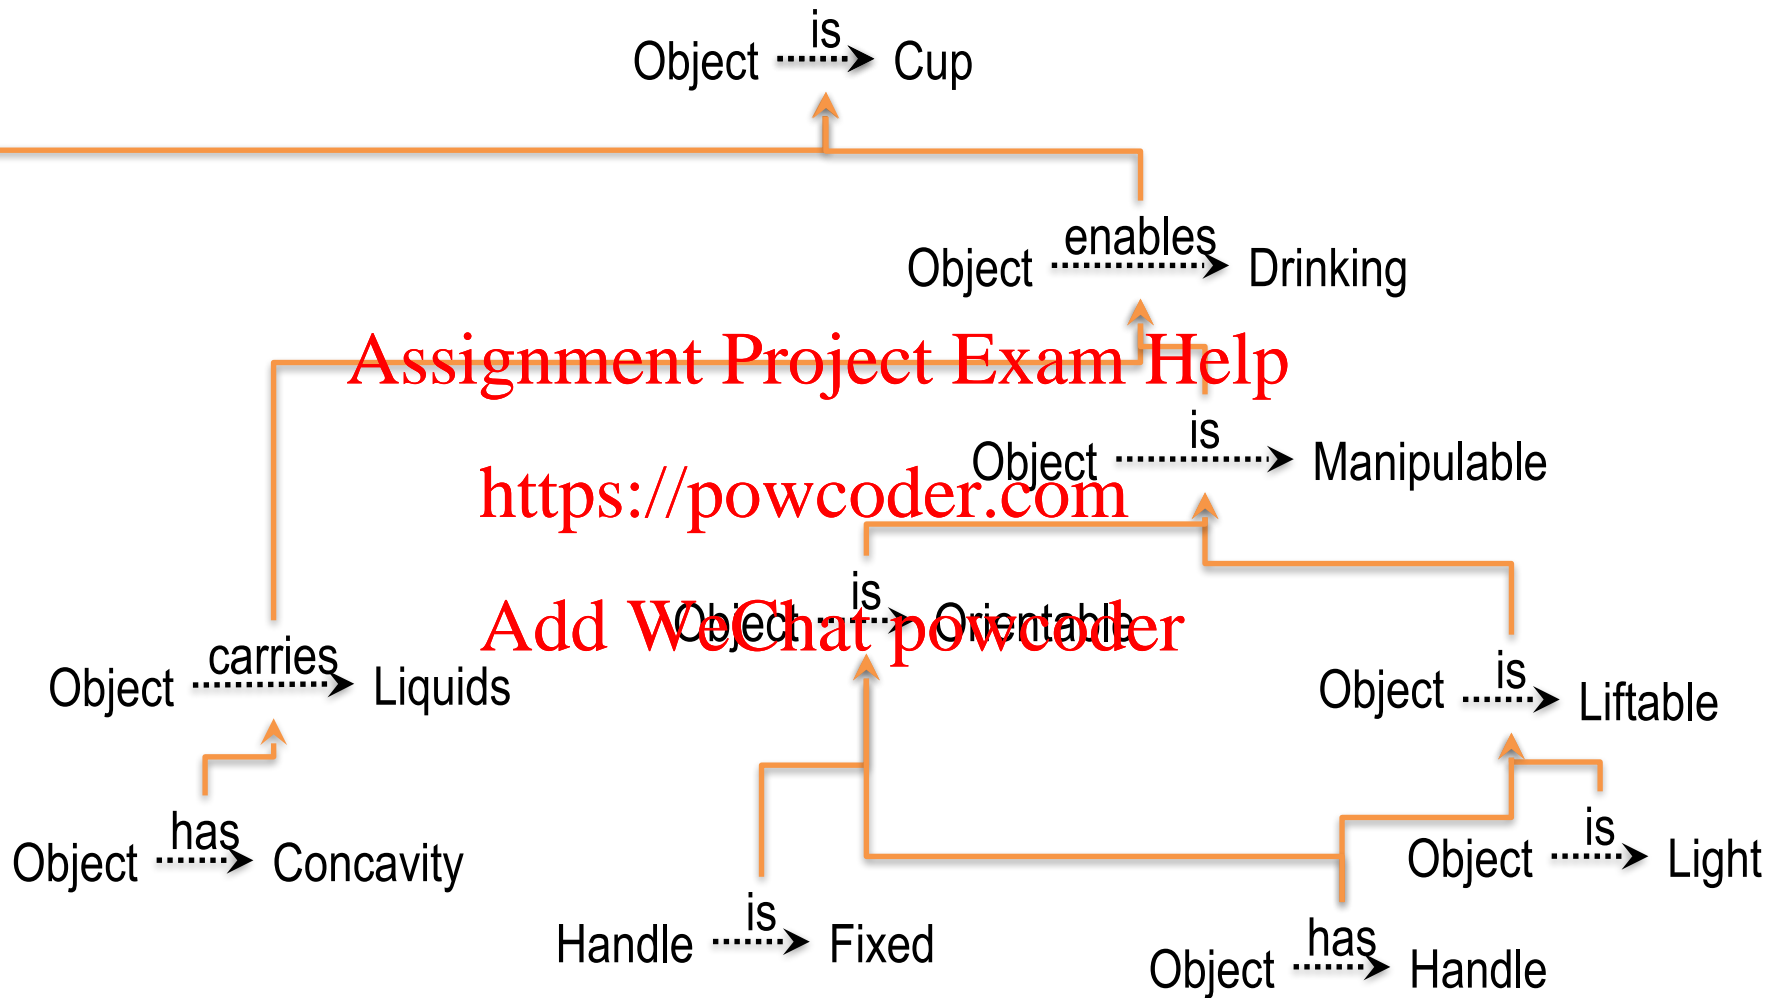 Object is Cup
Object enables Drinking
Assignment Project Exam Help
Object is Manipulable
https://powcoder.com
Object is Orientable
Add WeChat powcoder
Object carries Liquids
Object is Liftable
Object has Concavity
Object is Light
Handle is Fixed
Object has Handle